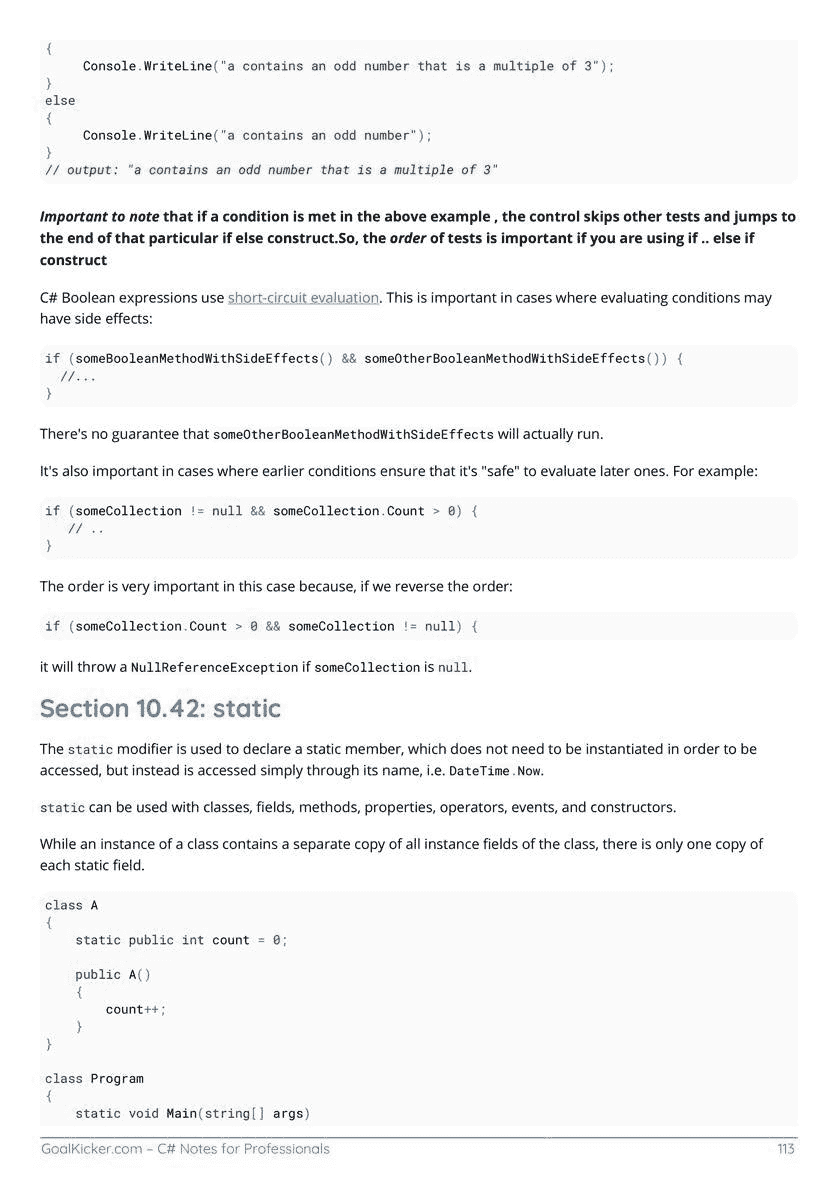 {
     Console.WriteLine("a contains an odd number that is a multiple of 3");
}
else
{
     Console.WriteLine("a contains an odd number");
}
// output: "a contains an odd number that is a multiple of 3"
Important to note that if a condition is met in the above example , the control skips other tests and jumps to
the end of that particular if else construct.So, the order of tests is important if you are using if .. else if
construct
C# Boolean expressions use short-circuit evaluation. This is important in cases where evaluating conditions may
have side effects:
if (someBooleanMethodWithSideEffects() && someOtherBooleanMethodWithSideEffects()) {
  //...
}
There's no guarantee that someOtherBooleanMethodWithSideEffects will actually run.
It's also important in cases where earlier conditions ensure that it's "safe" to evaluate later ones. For example:
if (someCollection != null && someCollection.Count > 0) {
   // ..
}
The order is very important in this case because, if we reverse the order:
if (someCollection.Count > 0 && someCollection != null) {
it will throw a NullReferenceException if someCollection is null.
Section 10.42: static
The static modifier is used to declare a static member, which does not need to be instantiated in order to be
accessed, but instead is accessed simply through its name, i.e. DateTime.Now.
static can be used with classes, fields, methods, properties, operators, events, and constructors.
While an instance of a class contains a separate copy of all instance fields of the class, there is only one copy of
each static field.
class A
{
    static public int count = 0;
    public A()
    {
        count++;
    }
}
class Program
{
    static void Main(string[] args)
GoalKicker.com – C# Notes for Professionals 113